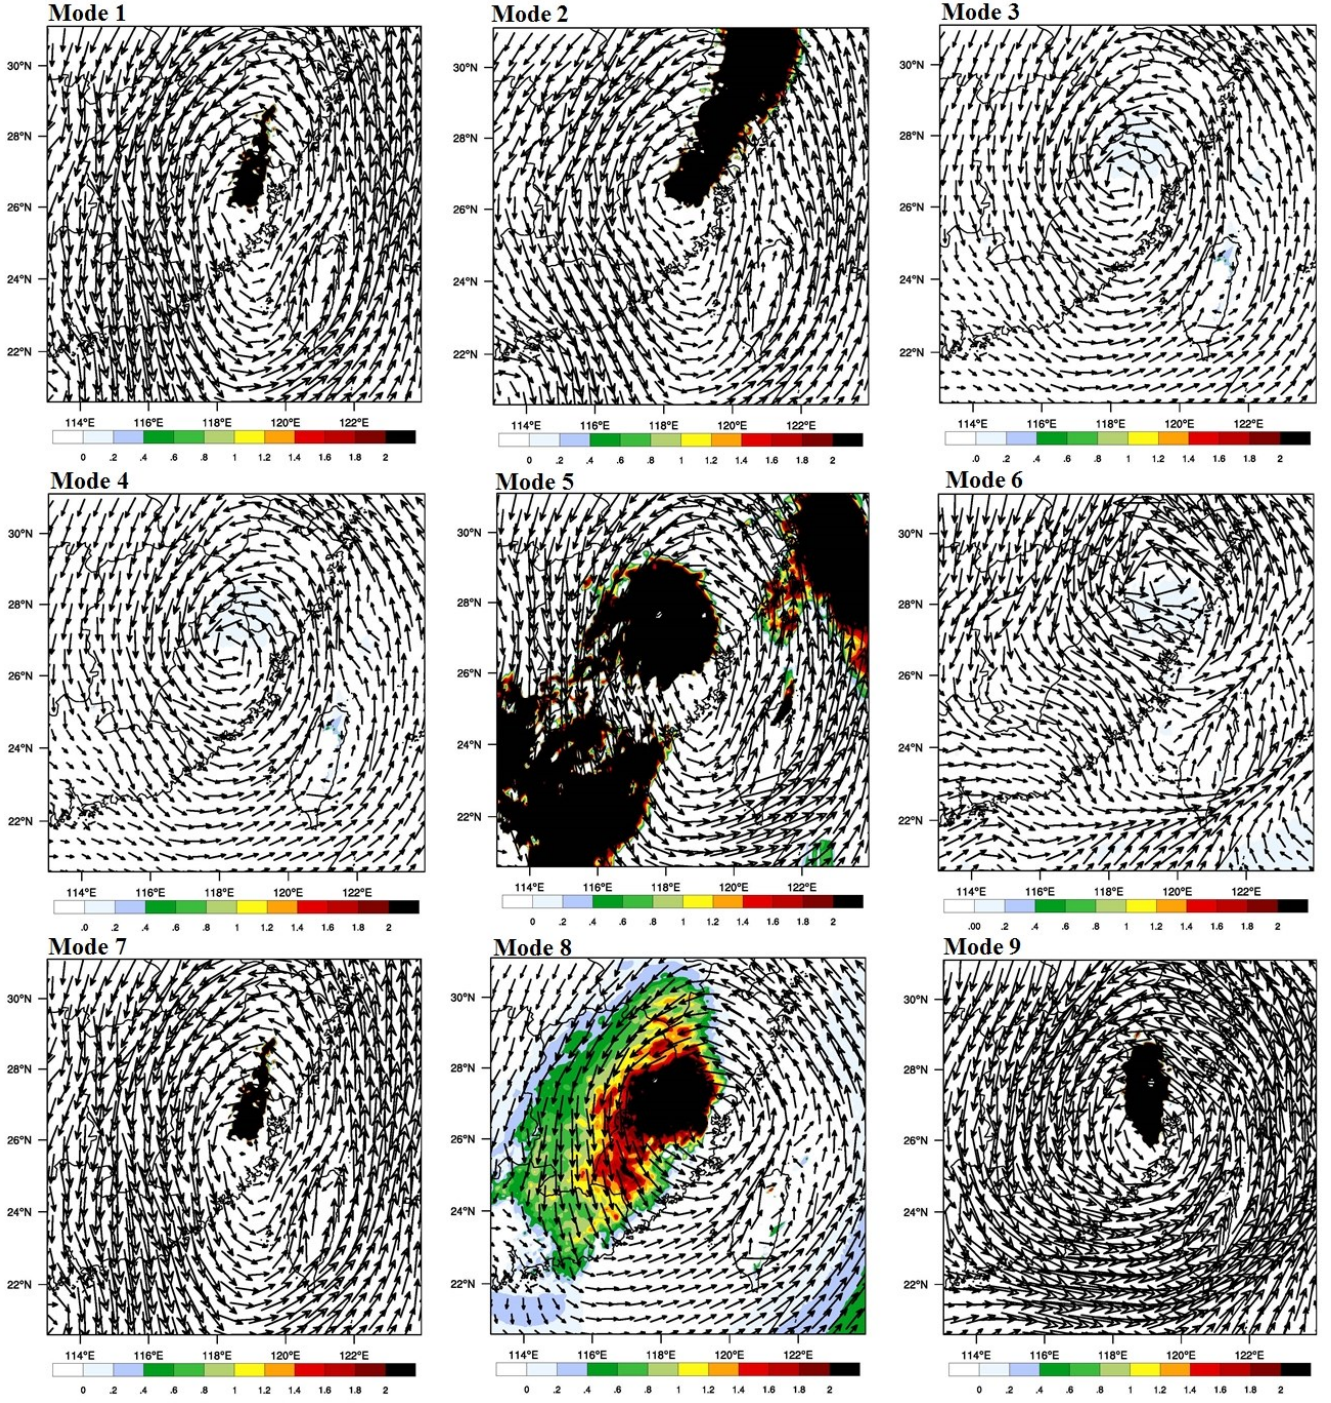 Mode 1 Mode 2 Mode 3
30°N 30°N 30°N
28°N 28°N 28°N
26°N 26°N 26°N
24°N 24°N 24°N
22°N 22°N 22°N
114°E 116°E 118°E 120°E 122°E 114°E 116°E 118°E 120°E 122°E 114°E 116°E 118°E 120°E 122°E
0 .2 .4 .6 .8 1 1.2 1.4 1.6 1.8 2 0 .2 .4 .6 .8 1 1.2 1.4 1.6 1.8 2 .0 .2 .4 .6 .8 1 1.2 1.4 1.6 1.8 2
Mode 4 Mode 5 Mode 6
30°N 30°N 30°N
28°N 28°N 28°N
26°N 26°N 26°N
24°N 24°N 24°N
22°N 22°N 22°N
114°E 116°E 118°E 120°E 122°E 114°E 116°E 118°E 120°E 122°E 114°E 116°E 118°E 120°E 122°E
.0 .2 .4 .6 .8 1 1.2 1.4 1.6 1.8 2 0 .2 .4 .6 .8 1 1.2 1.4 1.6 1.8 2 .00 .2 .4 .6 .8 1 1.2 1.4 1.6 1.8 2
Mode 7 Mode 8 Mode 9
30°N 30°N 30°N
28°N 28°N 28°N
26°N 26°N 26°N
24°N 24°N 24°N
22°N 22°N 22°N
114°E 116°E 118°E 120°E 122°E 114°E 116°E 118°E 120°E 122°E 114°E 116°E 118°E 120°E 122°E
0 .2 .4 .6 .8 1 1.2 1.4 1.6 1.8 2 0 .2 .4 .6 .8 1 1.2 1.4 1.6 1.8 2 0 .2 .4 .6 .8 1 1.2 1.4 1.6 1.8 2